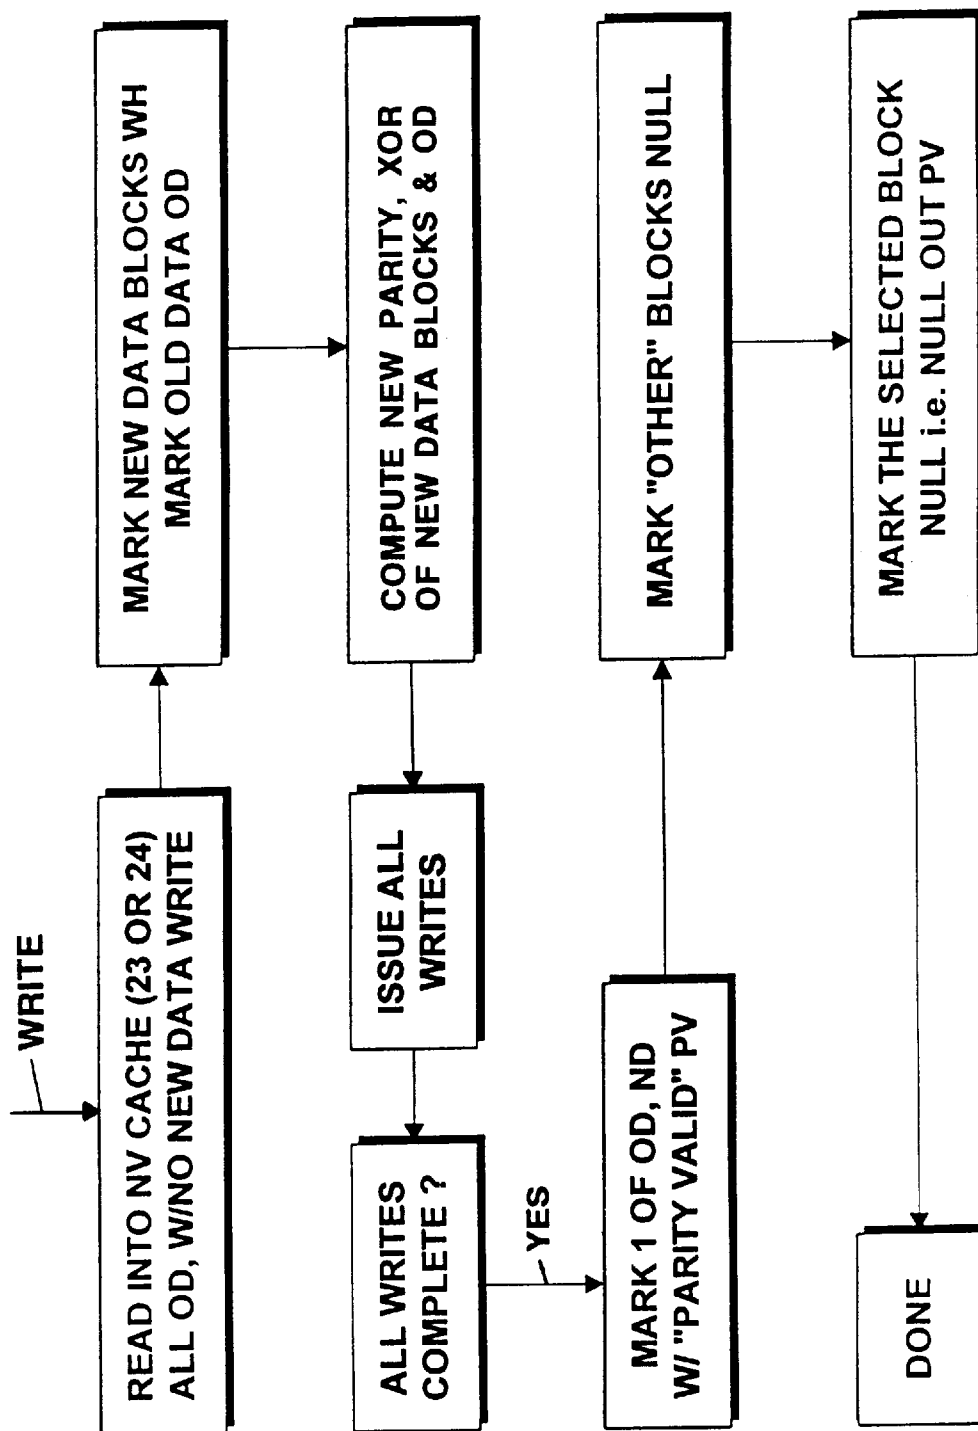 WRITE
READ INTO NV CACHE (23 OR 24)
ALL OD, W/NO NEW DATA WRITE
MARK NEW DATA BLOCKS WH
MARK OLD DATA OD
COMPUTE NEW PARITY, XOR
OF NEW DATA BLOCKS & OD
ISSUE ALL
WRITES
ALL WRITES
COMPLETE ?
YES
MARK 1 OF OD, ND
W/ "PARITY VALID" PV
MARK "OTHER" BLOCKS NULL
MARK THE SELECTED BLOCK
NULL i.e. NULL OUT PV
DONE